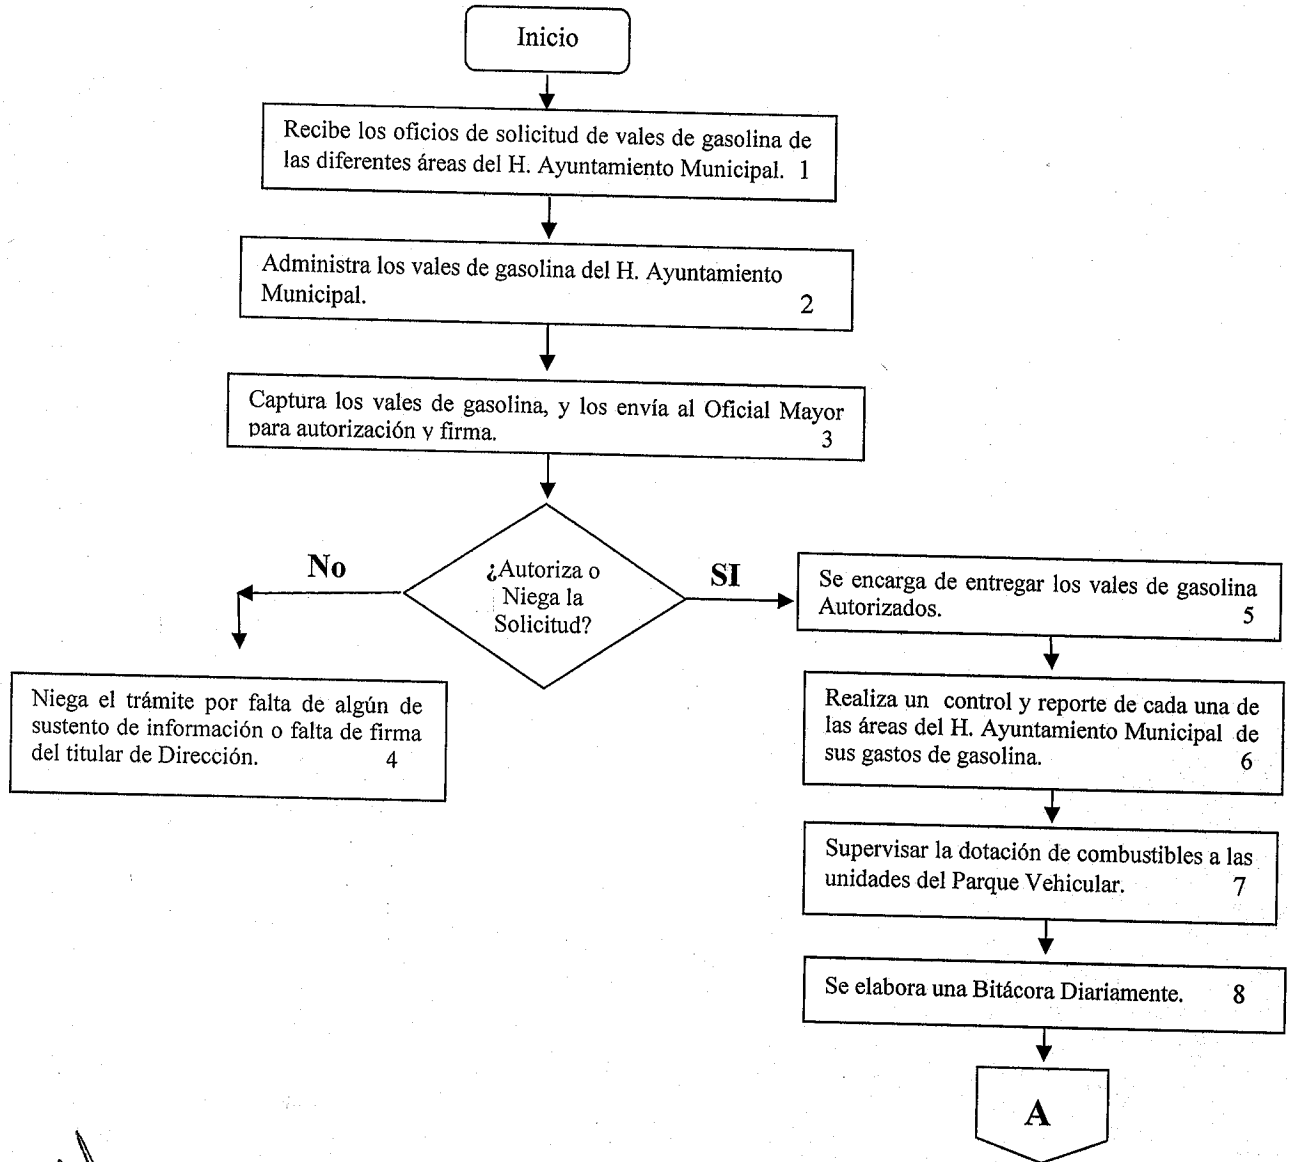 Inicio
Recibe los oficios de solicitud de vales de gasolina de
las diferentes áreas del H. Ayuntamiento Municipal. 1
Administra los vales de gasolina del H. Ayuntamiento
Municipal. 2
Captura los vales de gasolina, y los envía al Oficial Mayor
para autorización y firma. 3
¿Autoriza o
Niega la
Solicitud?
No
Niega el trámite por falta de algún de
sustento de información o falta de firma
del titular de Dirección. 4
SI
Se encarga de entregar los vales de gasolina
Autorizados. 5
Realiza un control y reporte de cada una de
las áreas del H. Ayuntamiento Municipal de
sus gastos de gasolina. 6
Supervisar la dotación de combustibles a las
unidades del Parque Vehicular. 7
Se elabora una Bitácora Diariamente. 8
A